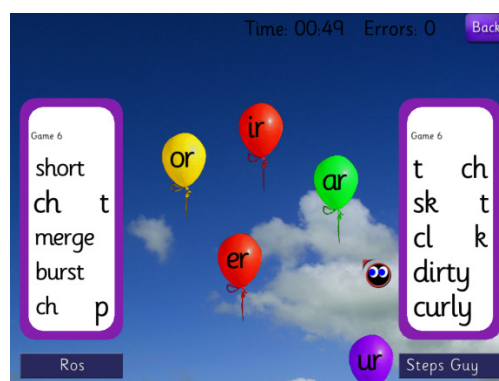 Time: 00:49 Errors: 0 Back
Game 6
short
ch t
merge
burst
ch p
Ros
or
ir
ar
er
ur
Game 6
t ch
sk t
cl k
dirty
curly
Steps Guy